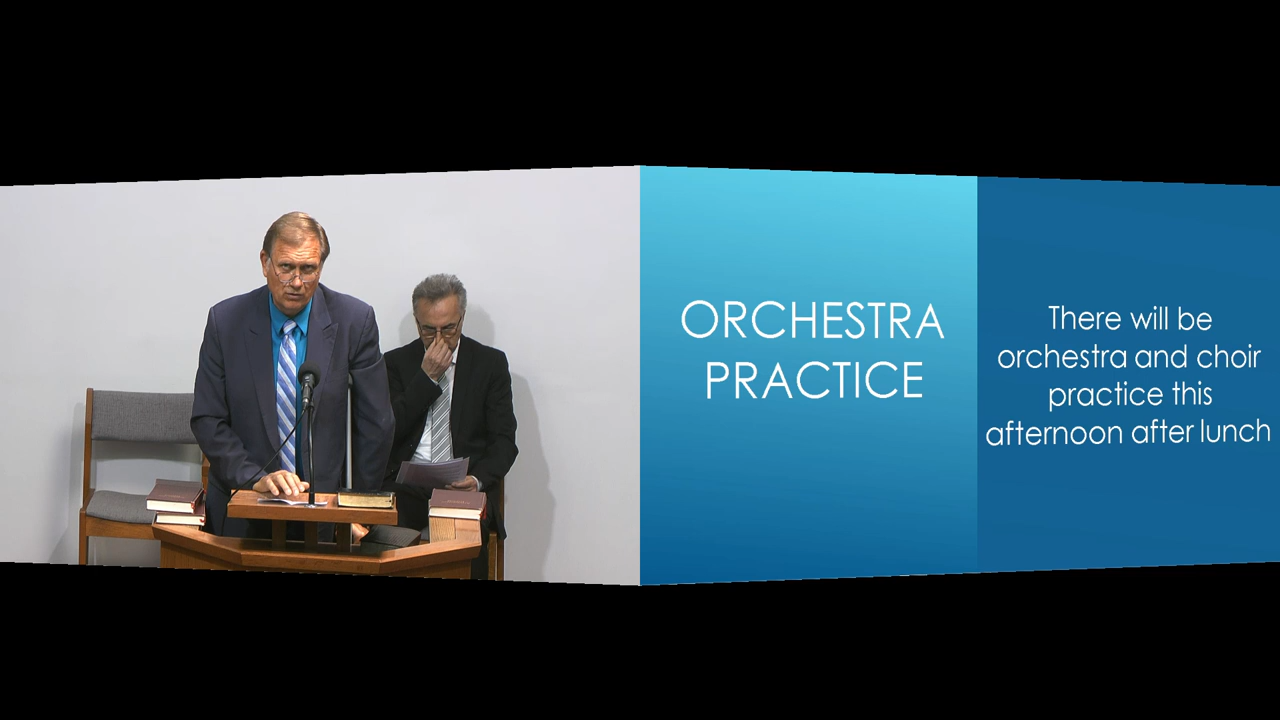 ORCHESTRA
PRACTICE
There will be
orchestra and choir
practice this
afternoon after lunch